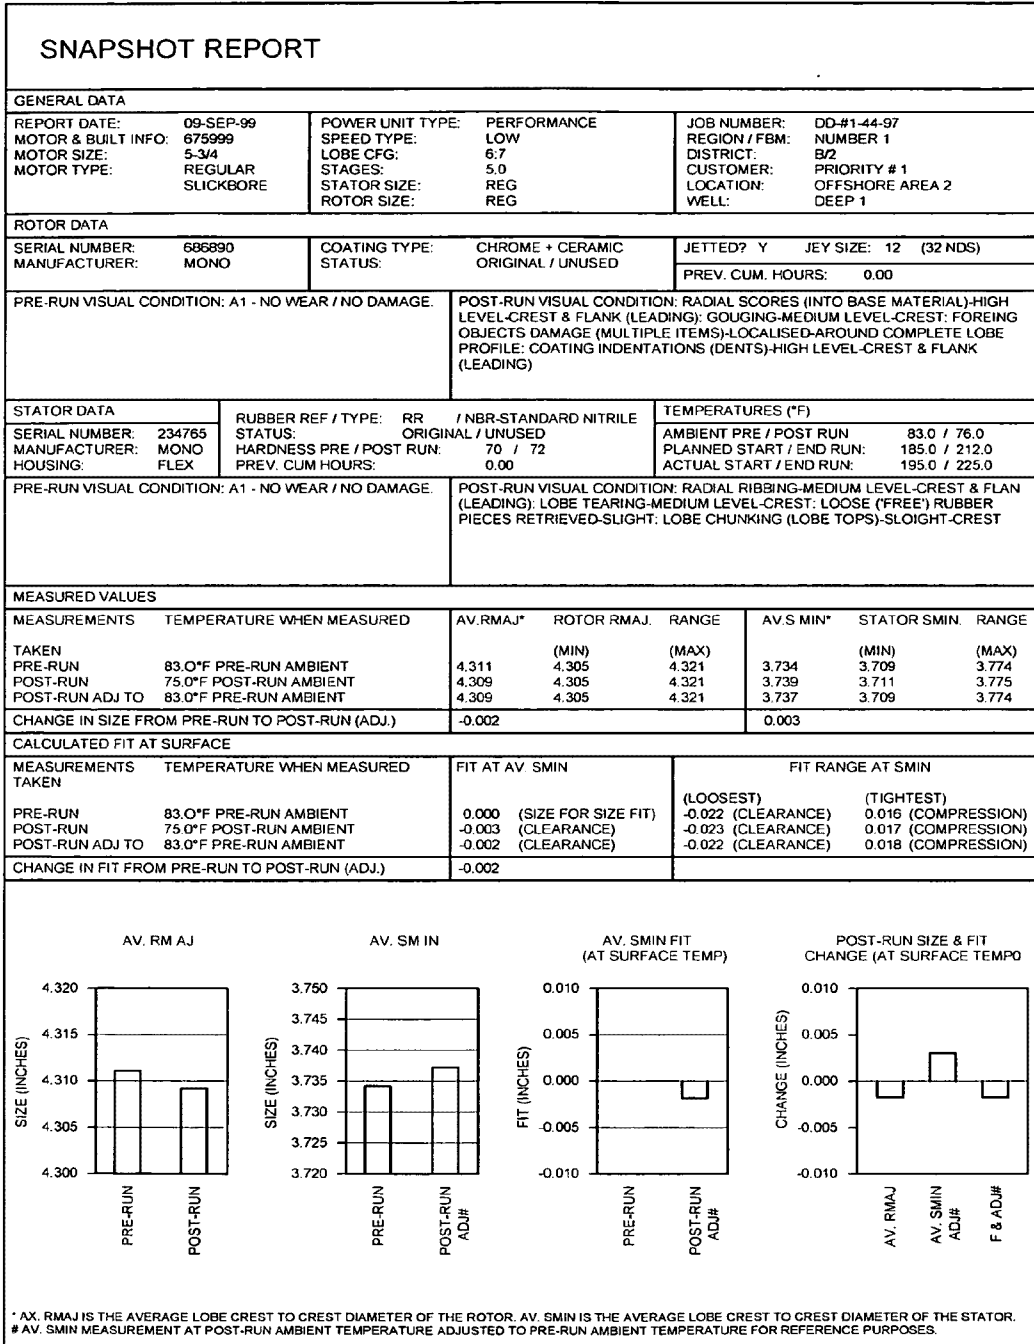 SNAPSHOT REPORT
GENERAL DATA
REPORT DATE: 09-SEP-99
MOTOR & BUILT INFO: 675999
MOTOR SIZE: 5-3/4
MOTOR TYPE: REGULAR
SLICKBORE
POWER UNIT TYPE: PERFORMANCE
SPEED TYPE: LOW
LOBE CFG: 6:7
STAGES: 5.0
STATOR SIZE: REG
ROTOR SIZE: REG
JOB NUMBER: DD-#1-44-97
REGION / FBM: NUMBER 1
DISTRICT: B/2
CUSTOMER: PRIORITY # 1
LOCATION: OFFSHORE AREA 2
WELL: DEEP 1
ROTOR DATA
SERIAL NUMBER: 686890
MANUFACTURER: MONO
COATING TYPE: CHROME + CERAMIC
STATUS: ORIGINAL / UNUSED
JETTED? Y JEY SIZE: 12 (32 NDS)
PREV. CUM. HOURS: 0.00
PRE-RUN VISUAL CONDITION: A1 - NO WEAR / NO DAMAGE.
POST-RUN VISUAL CONDITION: RADIAL SCORES (INTO BASE MATERIAL)-HIGH
LEVEL-CREST & FLANK (LEADING): GOUGING-MEDIUM LEVEL-CREST: FOREING
OBJECTS DAMAGE (MULTIPLE ITEMS)-LOCALISED-AROUND COMPLETE LOBE
PROFILE: COATING INDENTATIONS (DENTS)-HIGH LEVEL-CREST & FLANK
(LEADING)
STATOR DATA
SERIAL NUMBER: 234765
MANUFACTURER: MONO
HOUSING: FLEX
RUBBER REF / TYPE: RR / NBR-STANDARD NITRILE
STATUS: ORIGINAL / UNUSED
HARDNESS PRE / POST RUN: 70 / 72
PREV. CUM HOURS: 0.00
TEMPERATURES (°F)
AMBIENT PRE / POST RUN 83.0 / 76.0
PLANNED START / END RUN: 185.0 / 212.0
ACTUAL START / END RUN: 195.0 / 225.0
PRE-RUN VISUAL CONDITION: A1 - NO WEAR / NO DAMAGE.
POST-RUN VISUAL CONDITION: RADIAL RIBBING-MEDIUM LEVEL-CREST & FLAN
(LEADING): LOBE TEARING-MEDIUM LEVEL-CREST: LOOSE ('FREE') RUBBER
PIECES RETRIEVED-SLIGHT: LOBE CHUNKING (LOBE TOPS)-SLOIGHT-CREST
MEASURED VALUES
MEASUREMENTS TEMPERATURE WHEN MEASURED AV.RMAJ* ROTOR RMAJ. RANGE AV.S MIN* STATOR SMIN. RANGE
TAKEN (MIN) (MAX) (MIN) (MAX)
PRE-RUN 83.O°F PRE-RUN AMBIENT 4.311 4.305 4.321 3.734 3.709 3.774
POST-RUN 75.0°F PRE-RUN AMBIENT 4.309 4.305 4.321 3.739 3.711 3.775
POST-RUN ADJ TO 83.0°F PRE-RUN AMBIENT 4.309 4.305 4.321 3.737 3.709 3.774
CHANGE IN SIZE FROM PRE-RUN TO POST-RUN (ADJ.) -0.002 0.003
CALCULATED FIT AT SURFACE
MEASUREMENTS TEMPERATURE WHEN MEASURED FIT AT AV. SMIN FIT RANGE AT SMIN
TAKEN
(LOOSEST) (TIGHTEST)
PRE-RUN 83.O°F PRE-RUN AMBIENT 0.000 (SIZE FOR SIZE FIT) -0.022 (CLEARANCE) 0.016 (COMPRESSION)
POST-RUN 75.0°F POST-RUN AMBIENT -0.003 (CLEARANCE) -0.023 (CLEARANCE) 0.017 (COMPRESSION)
POST-RUN ADJ TO 83.0°F PRE-RUN AMBIENT -0.002 (CLEARANCE) -0.022 (CLEARANCE) 0.018 (COMPRESSION)
CHANGE IN FIT FROM PRE-RUN TO POST-RUN (ADJ.) -0.002
AV. RM AJ
SIZE (INCHES)
4.320
4.315
4.310
4.305
4.300
PRE-RUN
POST-RUN
AV. SM IN
SIZE (INCHES)
3.750
3.745
3.740
3.735
3.730
3.725
3.720
PRE-RUN
POST-RUN
ADJ#
AV. SMIN FIT
(AT SURFACE TEMP)
FIT (INCHES)
0.010
0.005
0.000
-0.005
-0.010
PRE-RUN
POST-RUN
ADJ#
POST-RUN SIZE & FIT
CHANGE (AT SURFACE TEMP0
CHANGE (INCHES)
0.010
0.005
0.000
-0.005
-0.010
AV. RMAJ
AV. SMIN
ADJ#
F & ADJ#
* AX. RMAJ IS THE AVERAGE LOBE CREST TO CREST DIAMETER OF THE ROTOR. AV. SMIN IS THE AVERAGE LOBE CREST TO CREST DIAMETER OF THE STATOR.
# AV. SMIN MEASUREMENT AT POST-RUN AMBIENT TEMPERATURE ADJUSTED TO PRE-RUN AMBIENT TEMPERATURE FOR REFERENCE PURPOSES.